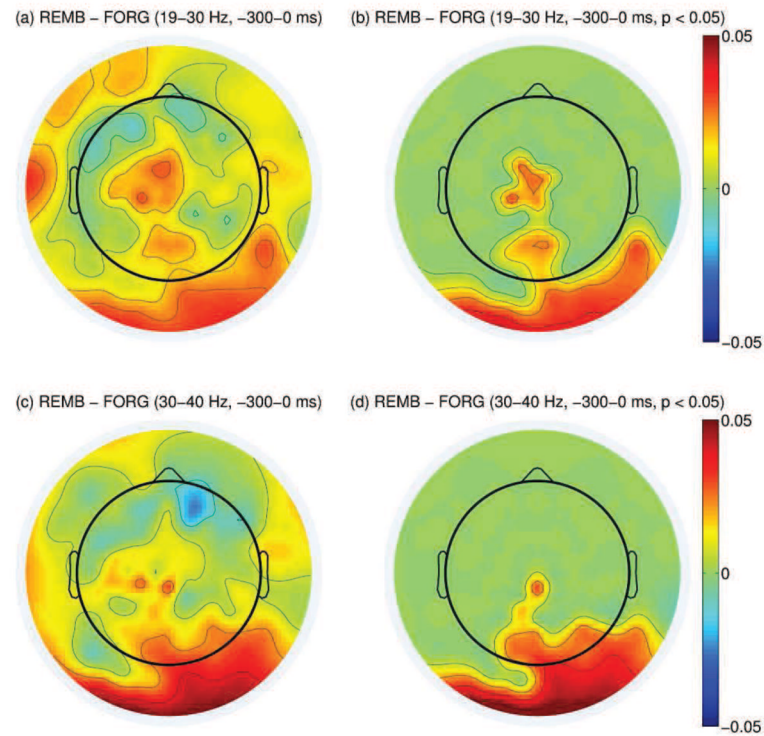 (a) REMB – FORG (19–30 Hz, –300–0 ms)
(b) REMB – FORG (19–30 Hz, –300–0 ms, p < 0.05)
0.05
0
–0.05
(c) REMB – FORG (30–40 Hz, –300–0 ms)
(d) REMB – FORG (30–40 Hz, –300–0 ms, p < 0.05)
0.05
0
–0.05